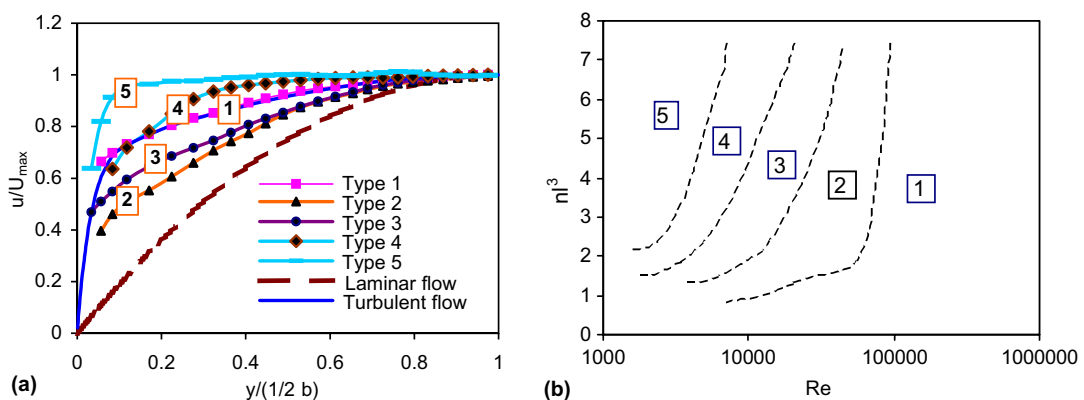 1.2
1
0.8
0.6
0.4
0.2
0
u/Umax
5
4
1
3
2
Type 1
Type 2
Type 3
Type 4
Type 5
Laminar flow
Turbulent flow
0 0.2 0.4 0.6 0.8 1
y/(1/2 b)
(a)
8
7
6
5
4
3
2
1
0
nl³
5
4
3
2
1
1000 10000 100000 1000000
Re
(b)